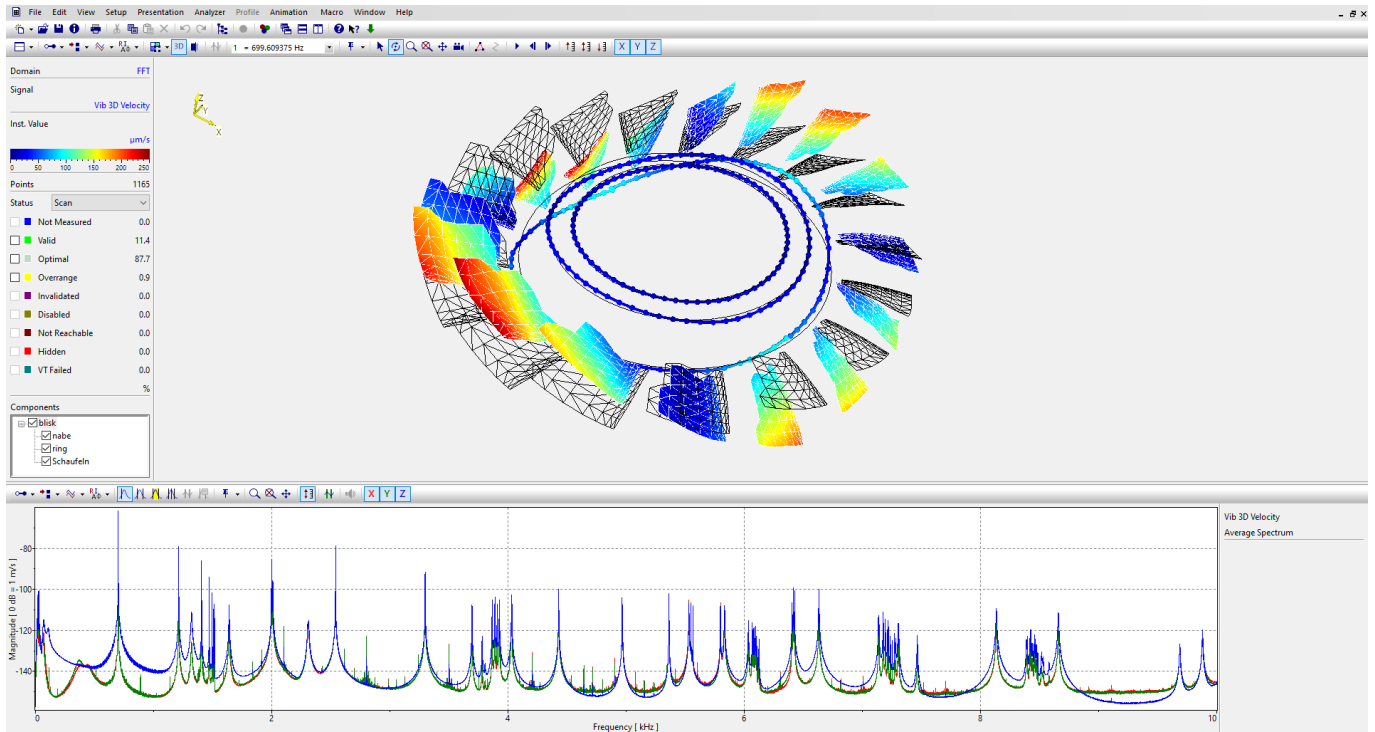 File Edit View Setup Presentation Analyzer Profile Animation Macro Window Help
3D 1 = 699.609375 Hz X Y Z
Domain FFT
Signal
Vib 3D Velocity
Inst. Value
µm/s
0 50 100 150 200 250
Points 1165
Status Scan
Not Measured 0.0
Valid 11.4
Optimal 87.7
Overrange 0.9
Invalidated 0.0
Disabled 0.0
Not Reachable 0.0
Hidden 0.0
VT Failed 0.0
%
Components
blisk
nabe
ring
Schaufeln
Z
Y
X
X Y Z
Vib 3D Velocity
Average Spectrum
Magnitude [ 0 dB = 1 m/s ]
-80
-100
-120
-140
0 2 4 6 8 10
Frequency [ kHz ]